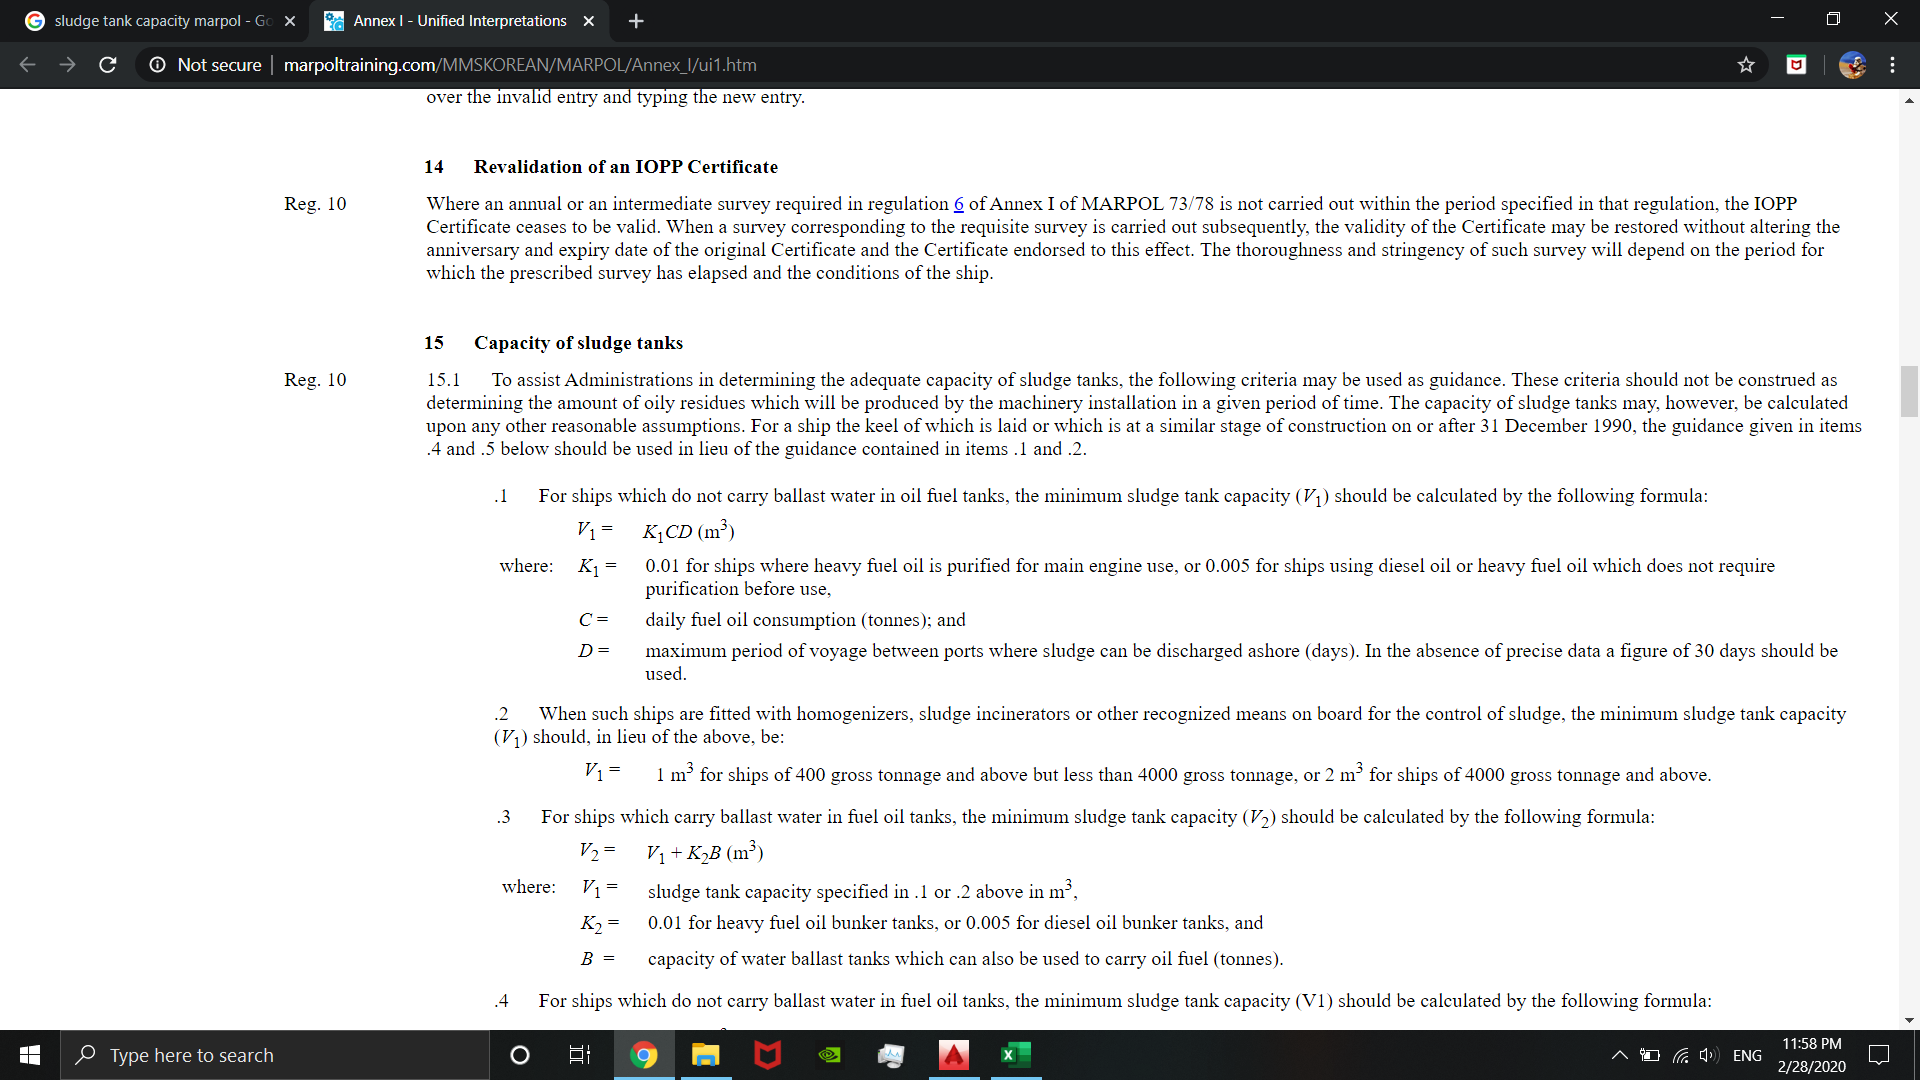 sludge tank capacity marpol - Go
Annex I - Unified Interpretations
Not secure | marpoltraining.com/MMSKOREAN/MARPOL/Annex_I/ui1.htm
over the invalid entry and typing the new entry.
14 Revalidation of an IOPP Certificate
Reg. 10 Where an annual or an intermediate survey required in regulation 6 of Annex I of MARPOL 73/78 is not carried out within the period specified in that regulation, the IOPP
Certificate ceases to be valid. When a survey corresponding to the requisite survey is carried out subsequently, the validity of the Certificate may be restored without altering the
anniversary and expiry date of the original Certificate and the Certificate endorsed to this effect. The thoroughness and stringency of such survey will depend on the period for
which the prescribed survey has elapsed and the conditions of the ship.
15 Capacity of sludge tanks
Reg. 10 15.1 To assist Administrations in determining the adequate capacity of sludge tanks, the following criteria may be used as guidance. These criteria should not be construed as
determining the amount of oily residues which will be produced by the machinery installation in a given period of time. The capacity of sludge tanks may, however, be calculated
upon any other reasonable assumptions. For a ship the keel of which is laid or which is at a similar stage of construction on or after 31 December 1990, the guidance given in items
.4 and .5 below should be used in lieu of the guidance contained in items .1 and .2.
.1 For ships which do not carry ballast water in oil fuel tanks, the minimum sludge tank capacity (V₁) should be calculated by the following formula:
V₁ = K₁CD (m³)
where: K₁ = 0.01 for ships where heavy fuel oil is purified for main engine use, or 0.005 for ships using diesel oil or heavy fuel oil which does not require
purification before use,
C = daily fuel oil consumption (tonnes); and
D = maximum period of voyage between ports where sludge can be discharged ashore (days). In the absence of precise data a figure of 30 days should be
used.
.2 When such ships are fitted with homogenizers, sludge incinerators or other recognized means on board for the control of sludge, the minimum sludge tank capacity
(V₁) should, in lieu of the above, be:
V₁ = 1 m³ for ships of 400 gross tonnage and above but less than 4000 gross tonnage, or 2 m³ for ships of 4000 gross tonnage and above.
.3 For ships which carry ballast water in fuel oil tanks, the minimum sludge tank capacity (V₂) should be calculated by the following formula:
V₂ = V₁ + K₂B (m³)
where: V₁ = sludge tank capacity specified in .1 or .2 above in m³,
K₂ = 0.01 for heavy fuel oil bunker tanks, or 0.005 for diesel oil bunker tanks, and
B = capacity of water ballast tanks which can also be used to carry oil fuel (tonnes).
.4 For ships which do not carry ballast water in fuel oil tanks, the minimum sludge tank capacity (V1) should be calculated by the following formula:
Type here to search
ENG
11:58 PM
2/28/2020